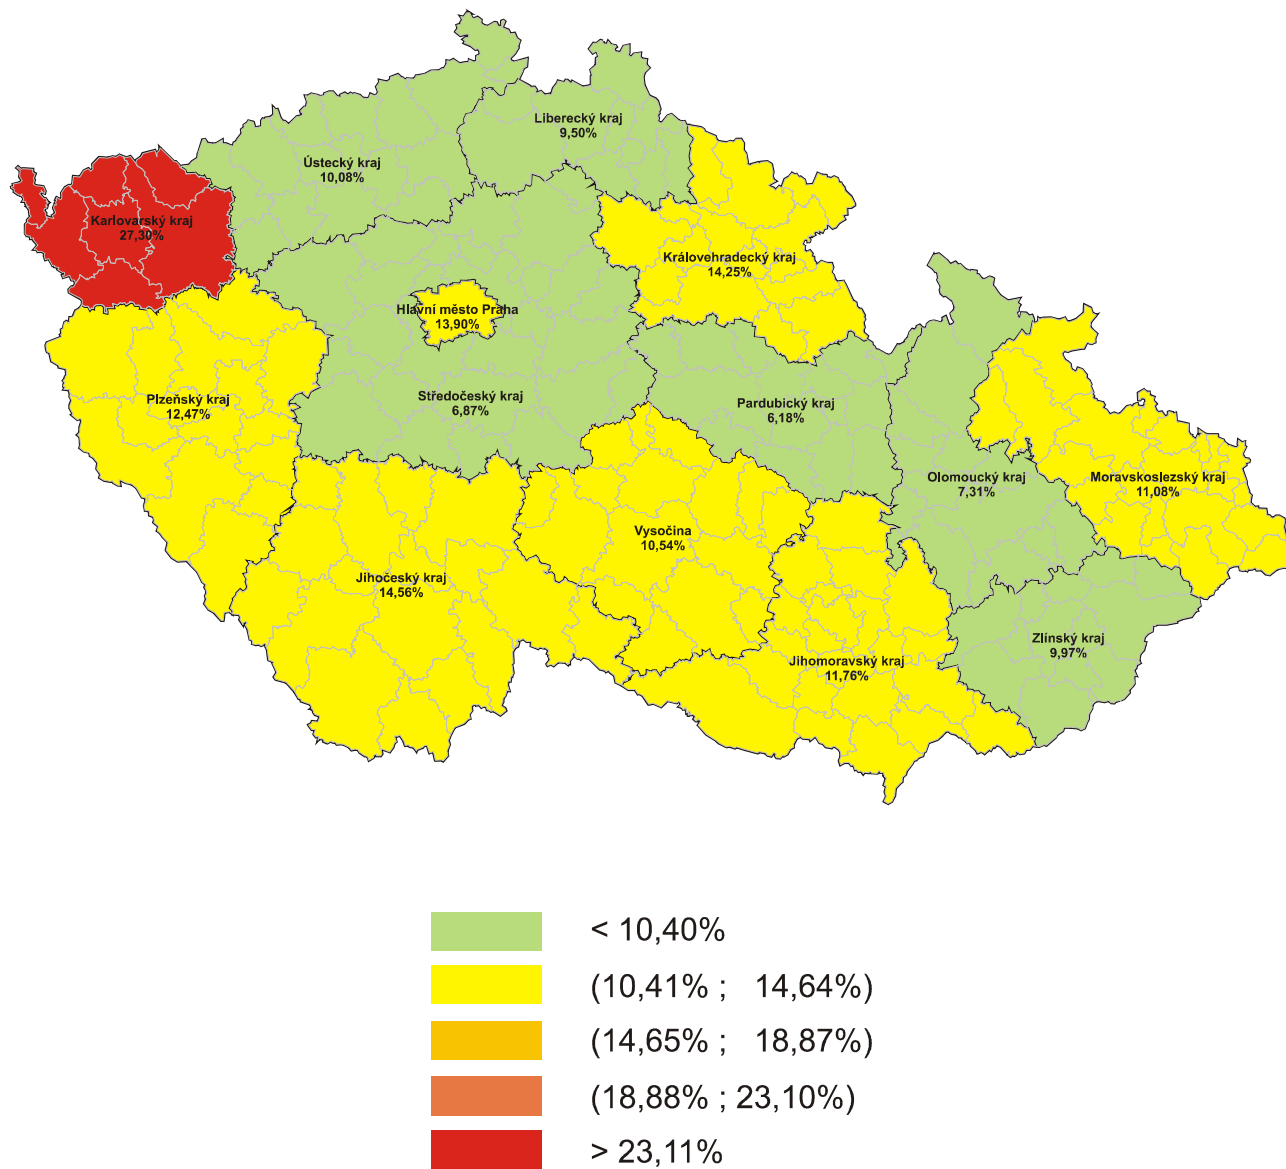 Liberecký kraj
9,50%
Ústecký kraj
10,08%
Karlovarský kraj
27,30%
Královehradecký kraj
14,25%
Hlavní město Praha
13,90%
Plzeňský kraj
12,47%
Středočeský kraj
6,87%
Pardubický kraj
6,18%
Olomoucký kraj
7,31%
Moravskoslezský kraj
11,08%
Vysočina
10,54%
Jihočeský kraj
14,56%
Zlínský kraj
9,97%
Jihomoravský kraj
11,76%
< 10,40%
(10,41% ; 14,64%)
(14,65% ; 18,87%)
(18,88% ; 23,10%)
> 23,11%